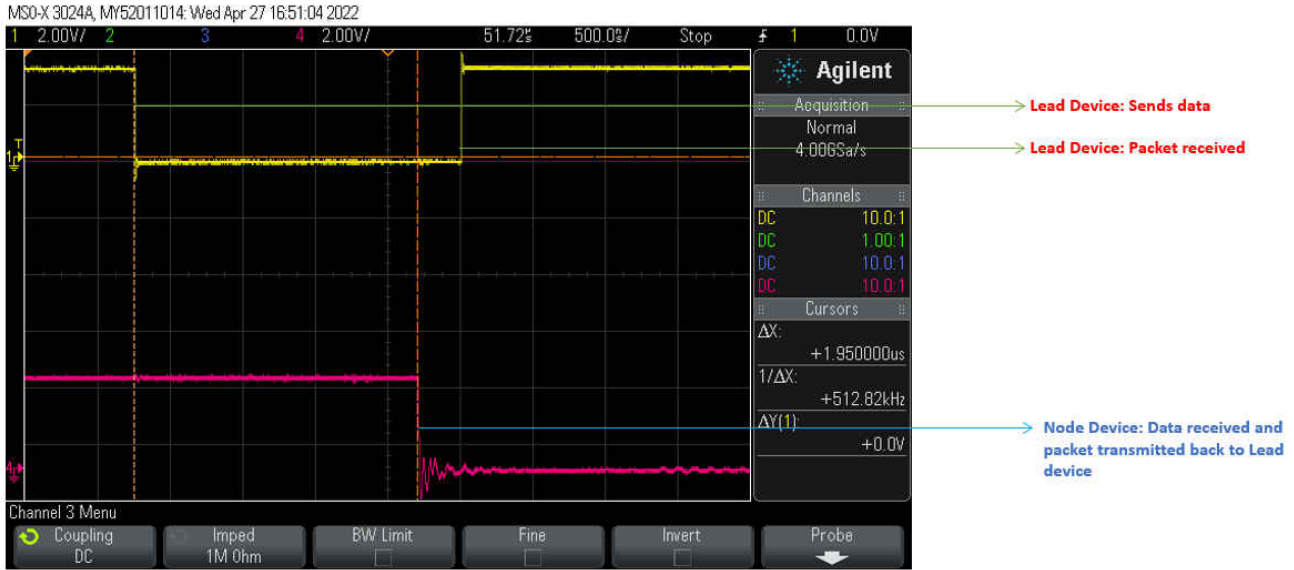 MSO-X 3024A, MY52011014: Wed Apr 27 16:51:04 2022
1 2.00V/ 2 3 4 2.00V/ 51.72s 500.0s/ Stop 1 0.0V
Agilent
Acquisition
Normal
4.00GSa/s
Channels
DC 10.0:1
DC 1.00:1
DC 10.0:1
DC 10.0:1
Cursors
ΔX:
+1.950000us
1/ΔX:
+512.82kHz
ΔY(1):
+0.0V
T
1
4
Lead Device: Sends data
Lead Device: Packet received
Node Device: Data received and
packet transmitted back to Lead
device
Channel 3 Menu
Coupling Imped BW Limit Fine Invert Probe
DC 1M Ohm